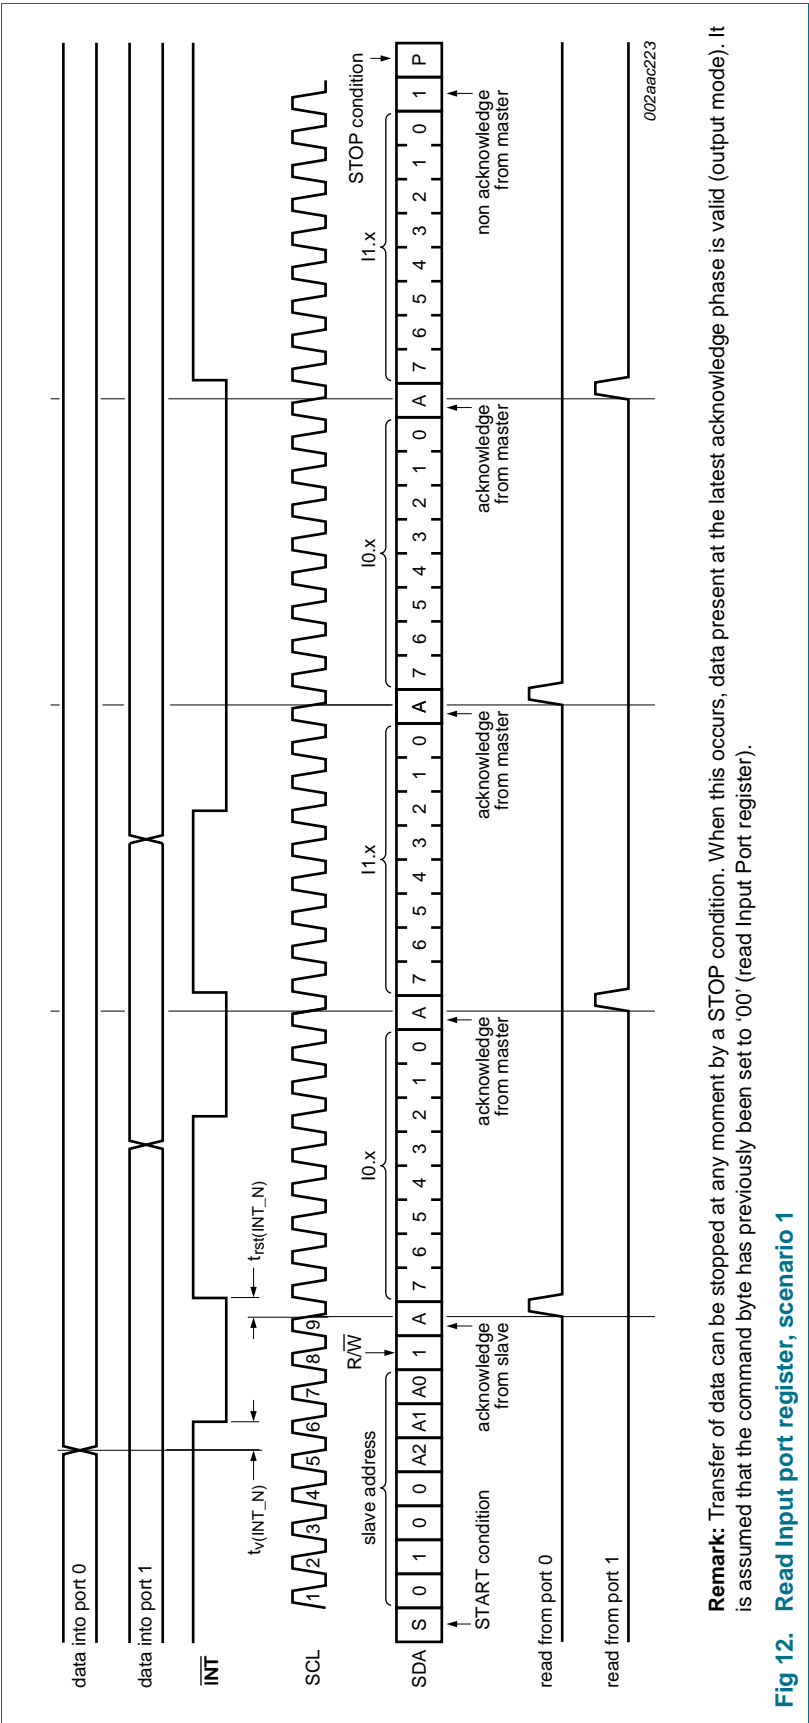 data into port 0
data into port 1
INT
tv(INT_N)
trst(INT_N)
SCL
1 2 3 4 5 6 7 8 9
slave address
R/W
I0.x
I1.x
I0.x
I1.x
STOP condition
SDA
S 0 1 0 0 A2 A1 A0 1 A 7 6 5 4 3 2 1 0 A 7 6 5 4 3 2 1 0 A 7 6 5 4 3 2 1 0 A 7 6 5 4 3 2 1 0 1 P
START condition
acknowledge
from slave
acknowledge
from master
acknowledge
from master
acknowledge
from master
non acknowledge
from master
read from port 0
read from port 1
002aac223
Remark: Transfer of data can be stopped at any moment by a STOP condition. When this occurs, data present at the latest acknowledge phase is valid (output mode). It
is assumed that the command byte has previously been set to ‘00’ (read Input Port register).
Fig 12. Read Input port register, scenario 1